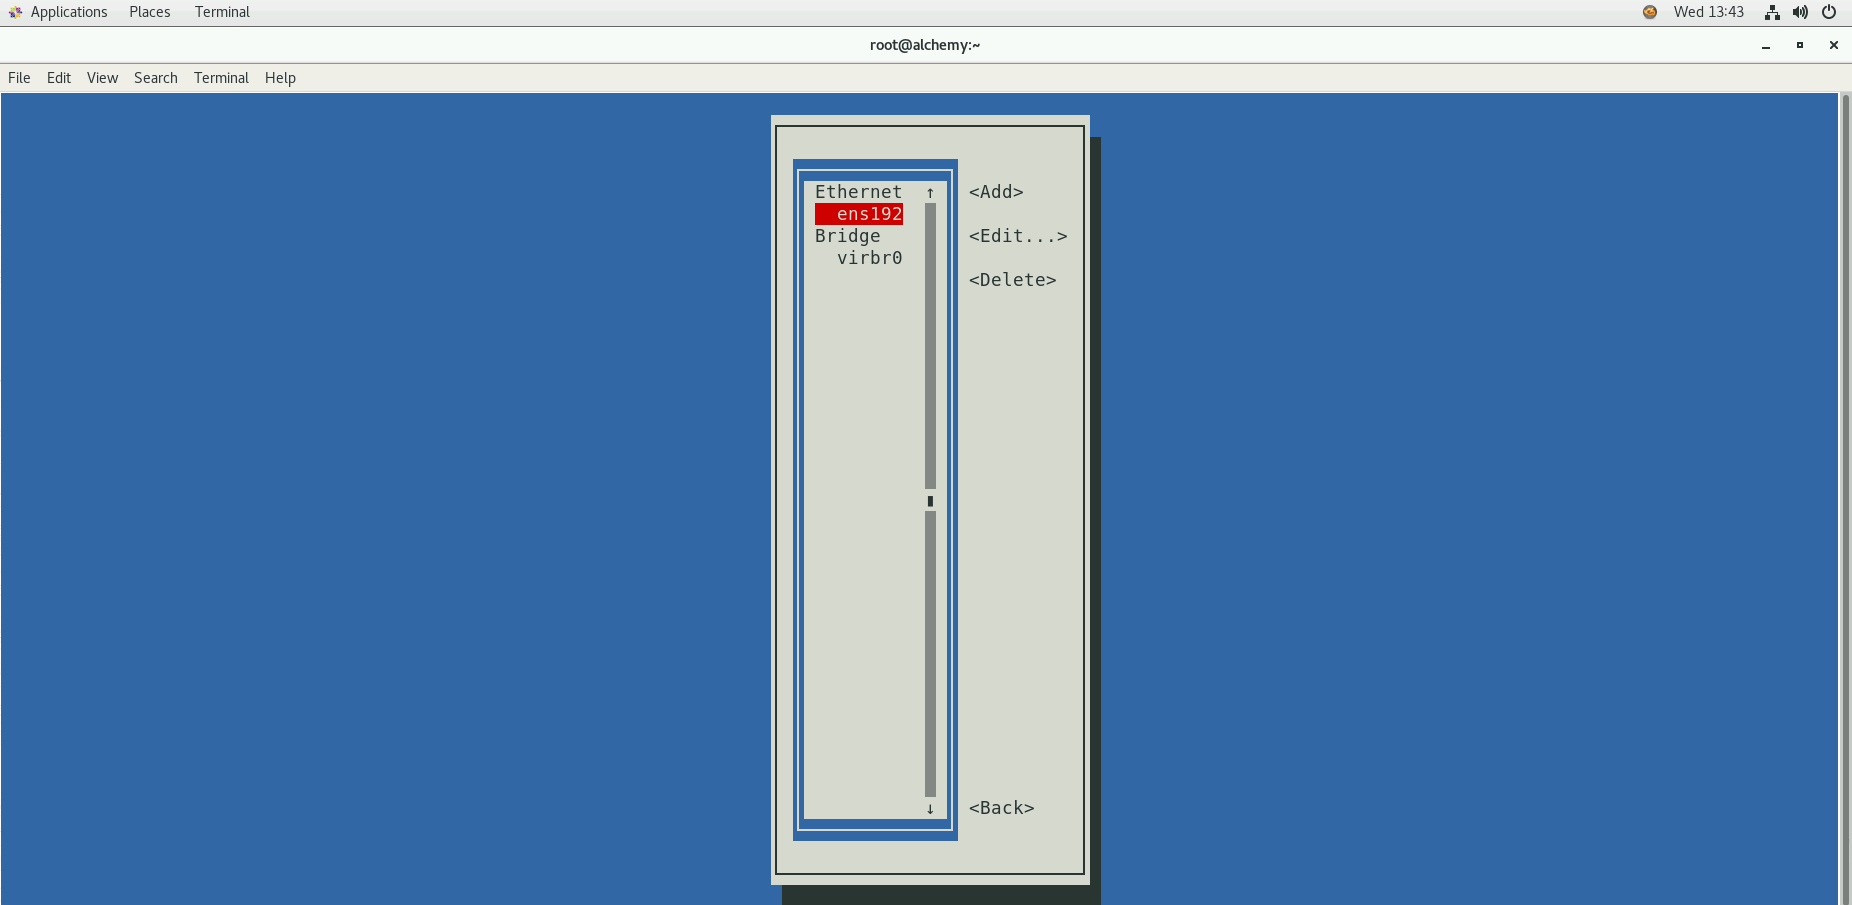 Applications Places Terminal Wed 13:43
root@alchemy:~
File Edit View Search Terminal Help
Ethernet ↑ <Add>
ens192
Bridge <Edit...>
virbr0
<Delete>
↓ <Back>